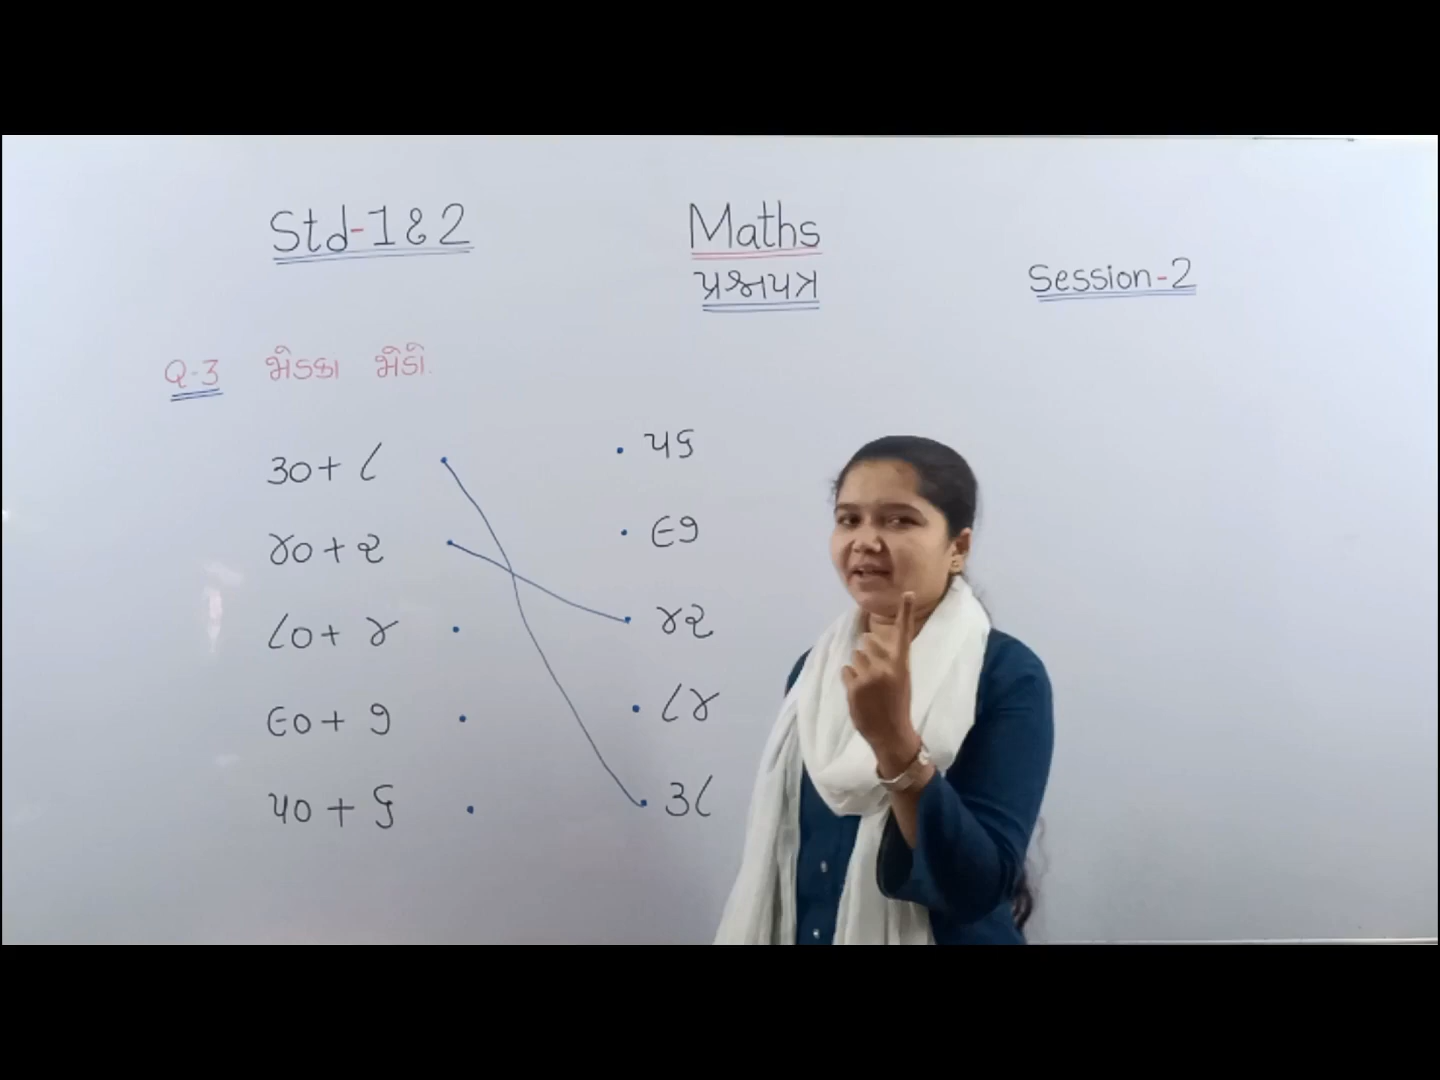 Std-1&2
Maths
પ્રશ્નપત્ર
Session-2
Q-3 જોડકા જોડો.
૩૦+ ૮
૪૦+ ૨
૮૦+ ૪
૯૦+ ૭
૫૦ + ૬
૫૬
૯૭
૪૨
૮૪
૩૮